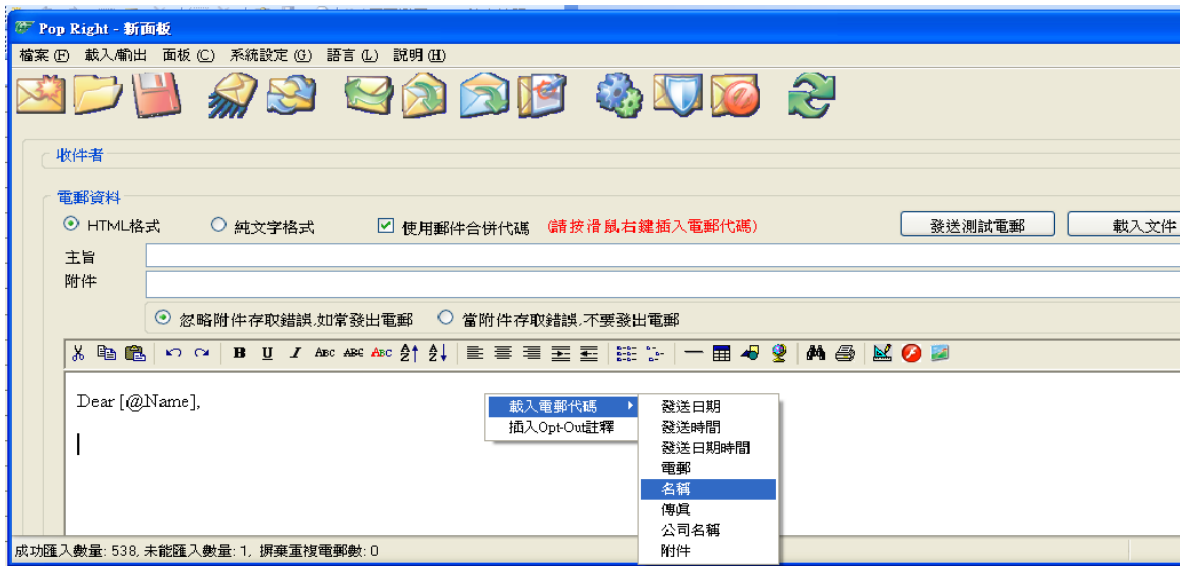 Pop Right - 新面板
檔案 (F) 載入/輸出 面板 (C) 系統設定 (G) 語言 (L) 說明 (H)
收件者
電郵資料
HTML格式 純文字格式 使用郵件合併代碼 (請按滑鼠右鍵插入電郵代碼) 發送測試電郵 載入文件
主旨
附件
忽略附件存取錯誤,如常發出電郵 當附件存取錯誤,不要發出電郵
B U I ABC ABC ABC
Dear [@Name],
載入電郵代碼
插入Opt-Out註釋
發送日期
發送時間
發送日期時間
電郵
名稱
傳真
公司名稱
附件
成功匯入數量: 538, 未能匯入數量: 1, 摒棄重複電郵數: 0